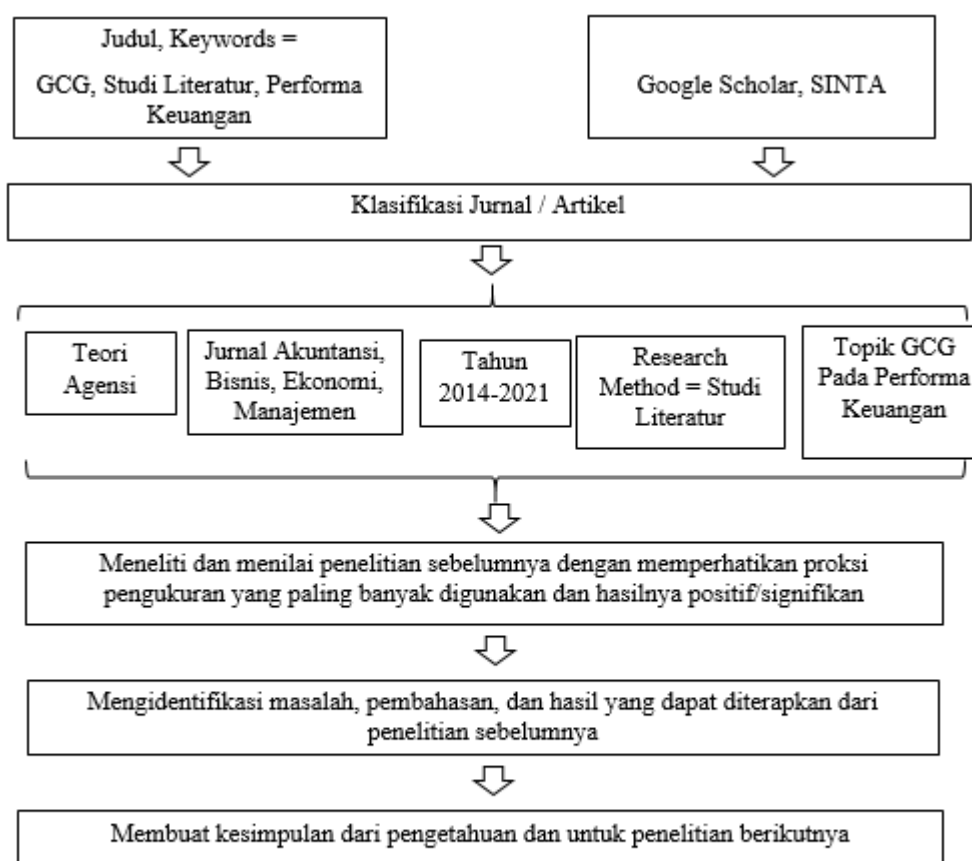 Judul, Keywords =
GCG, Studi Literatur, Performa
Keuangan
Google Scholar, SINTA
Klasifikasi Jurnal / Artikel
Teori
Agensi
Jurnal Akuntansi,
Bisnis, Ekonomi,
Manajemen
Tahun
2014-2021
Research
Method = Studi
Literatur
Topik GCG
Pada Performa
Keuangan
Meneliti dan menilai penelitian sebelumnya dengan memperhatikan proksi
pengukuran yang paling banyak digunakan dan hasilnya positif/signifikan
Mengidentifikasi masalah, pembahasan, dan hasil yang dapat diterapkan dari
penelitian sebelumnya
Membuat kesimpulan dari pengetahuan dan untuk penelitian berikutnya